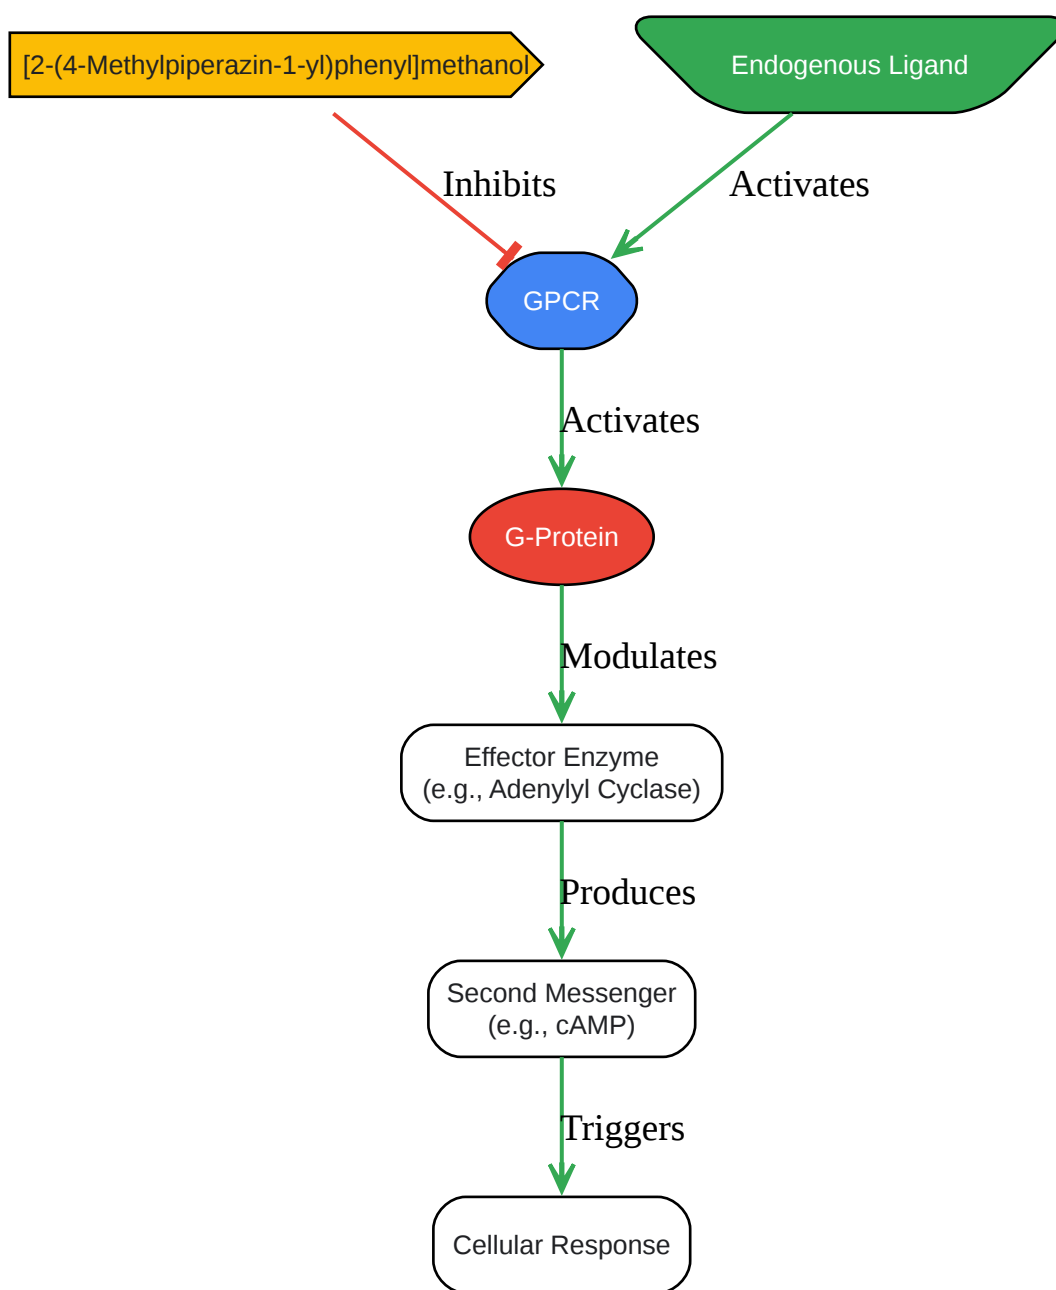 [2-(4-Methylpiperazin-1-yl)phenyl]methanol
Endogenous Ligand
Inhibits
Activates
GPCR
Activates
G-Protein
Modulates
Effector Enzyme
(e.g., Adenylyl Cyclase)
Produces
Second Messenger
(e.g., cAMP)
Triggers
Cellular Response